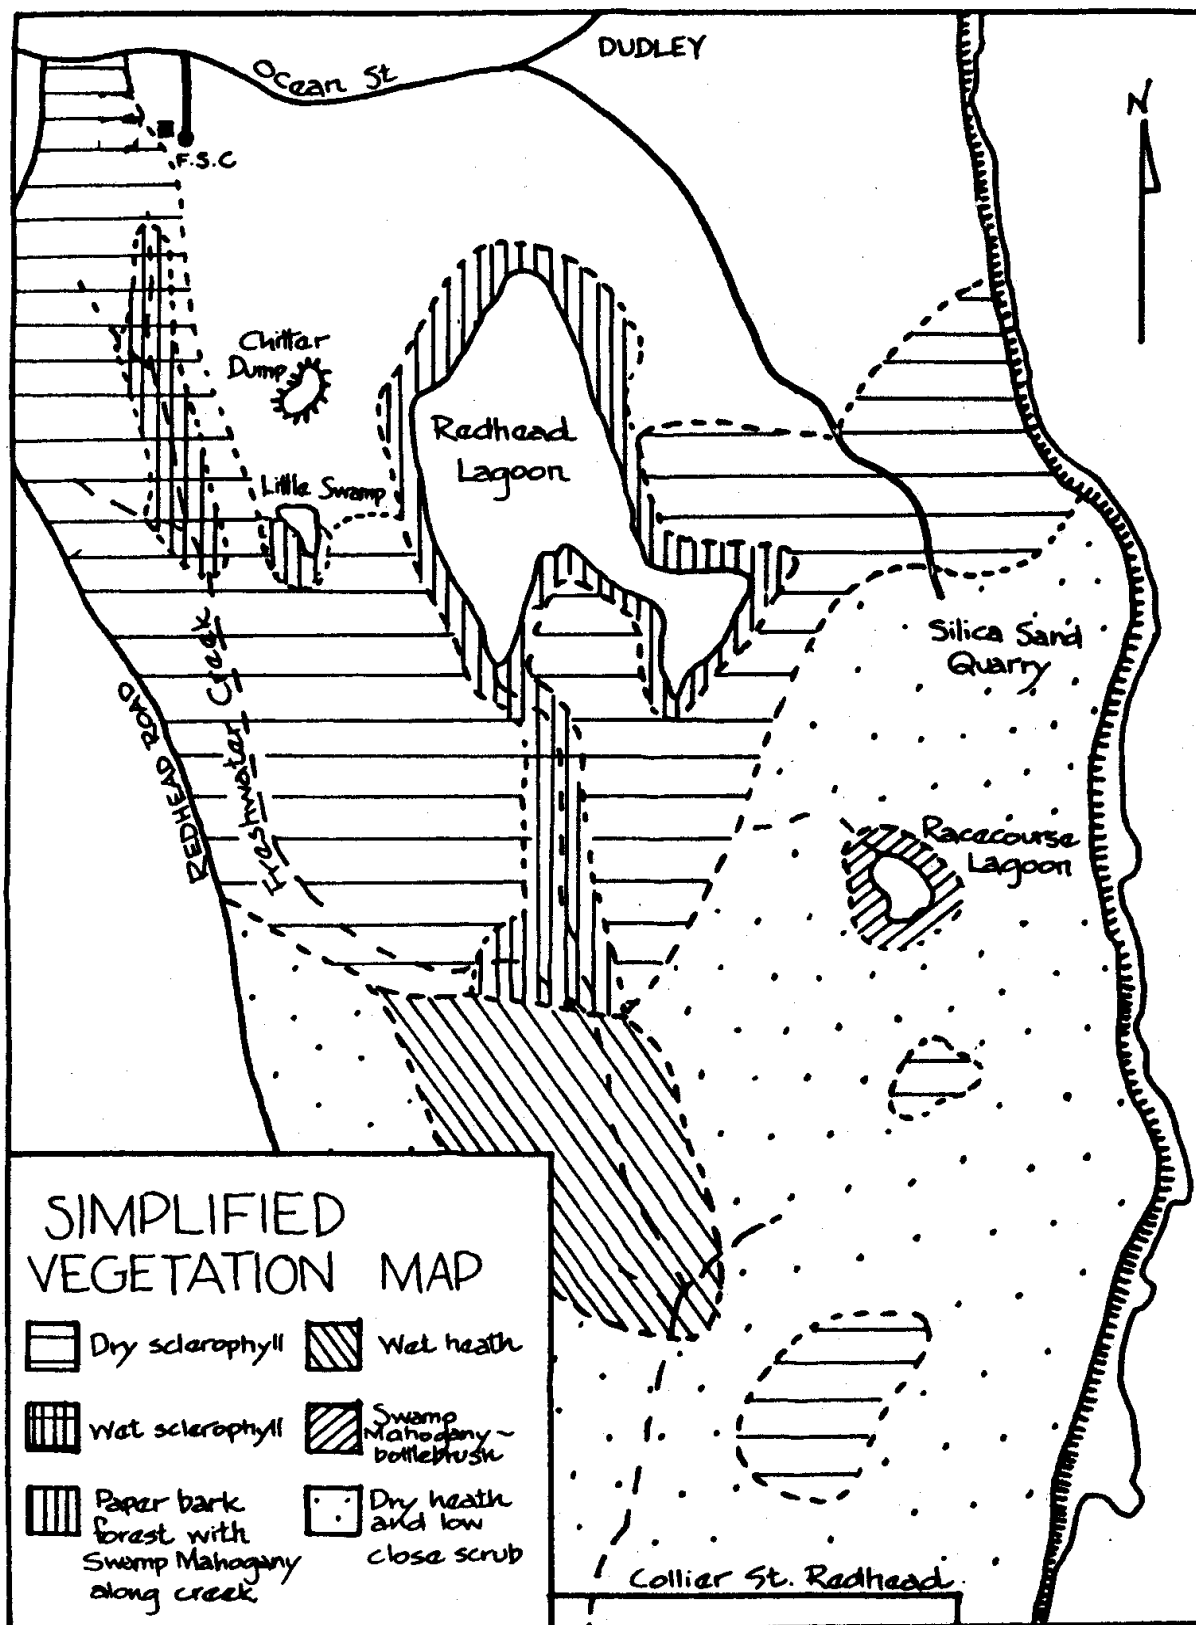 DUDLEY
Ocean St
N
F.S.C
Chitter
Dump
Redhead
Lagoon
Little Swamp
Silica Sand
Quarry
REDHEAD ROAD
Freshwater Creek
Racecourse
Lagoon
SIMPLIFIED
VEGETATION MAP
Dry sclerophyll
Wet heath
Wet sclerophyll
Swamp
Mahogany ~
bottlebrush
Paper bark
forest with
Swamp Mahogany
along creek
Dry heath
and low
close scrub
Collier St. Redhead